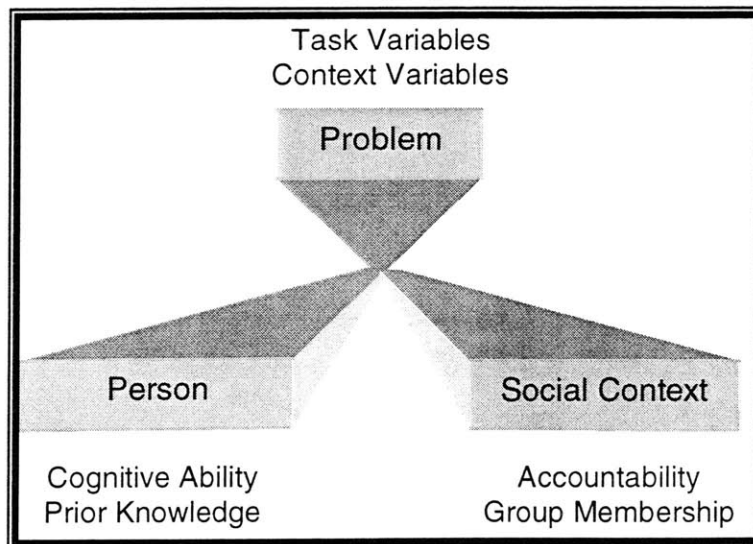 Task Variables
Context Variables
Problem
Person
Social Context
Cognitive Ability
Prior Knowledge
Accountability
Group Membership